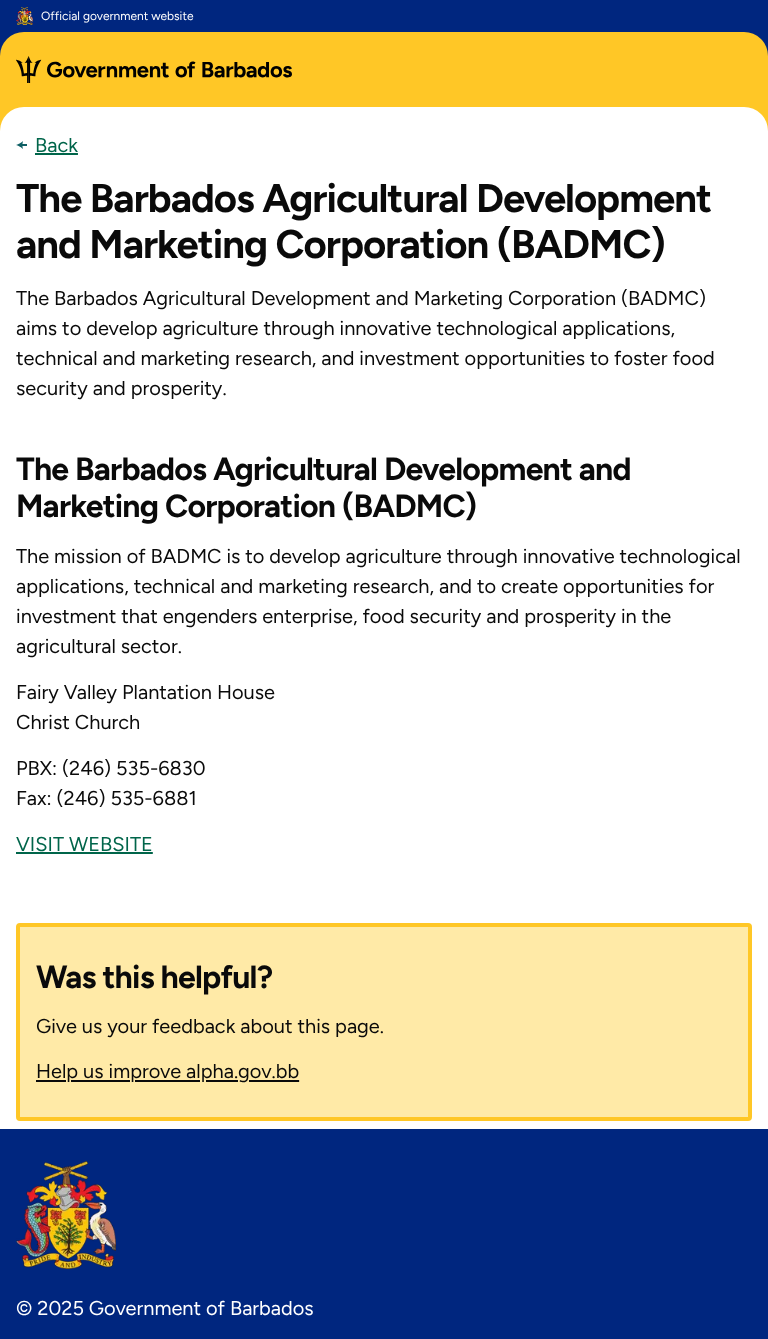 Official government website
Government of Barbados
Back
The Barbados Agricultural Development
and Marketing Corporation (BADMC)
The Barbados Agricultural Development and Marketing Corporation (BADMC)
aims to develop agriculture through innovative technological applications,
technical and marketing research, and investment opportunities to foster food
security and prosperity.
The Barbados Agricultural Development and
Marketing Corporation (BADMC)
The mission of BADMC is to develop agriculture through innovative technological
applications, technical and marketing research, and to create opportunities for
investment that engenders enterprise, food security and prosperity in the
agricultural sector.
Fairy Valley Plantation House
Christ Church
PBX: (246) 535-6830
Fax: (246) 535-6881
VISIT WEBSITE
Was this helpful?
Give us your feedback about this page.
Help us improve alpha.gov.bb
PRIDE AND INDUSTRY
© 2025 Government of Barbados